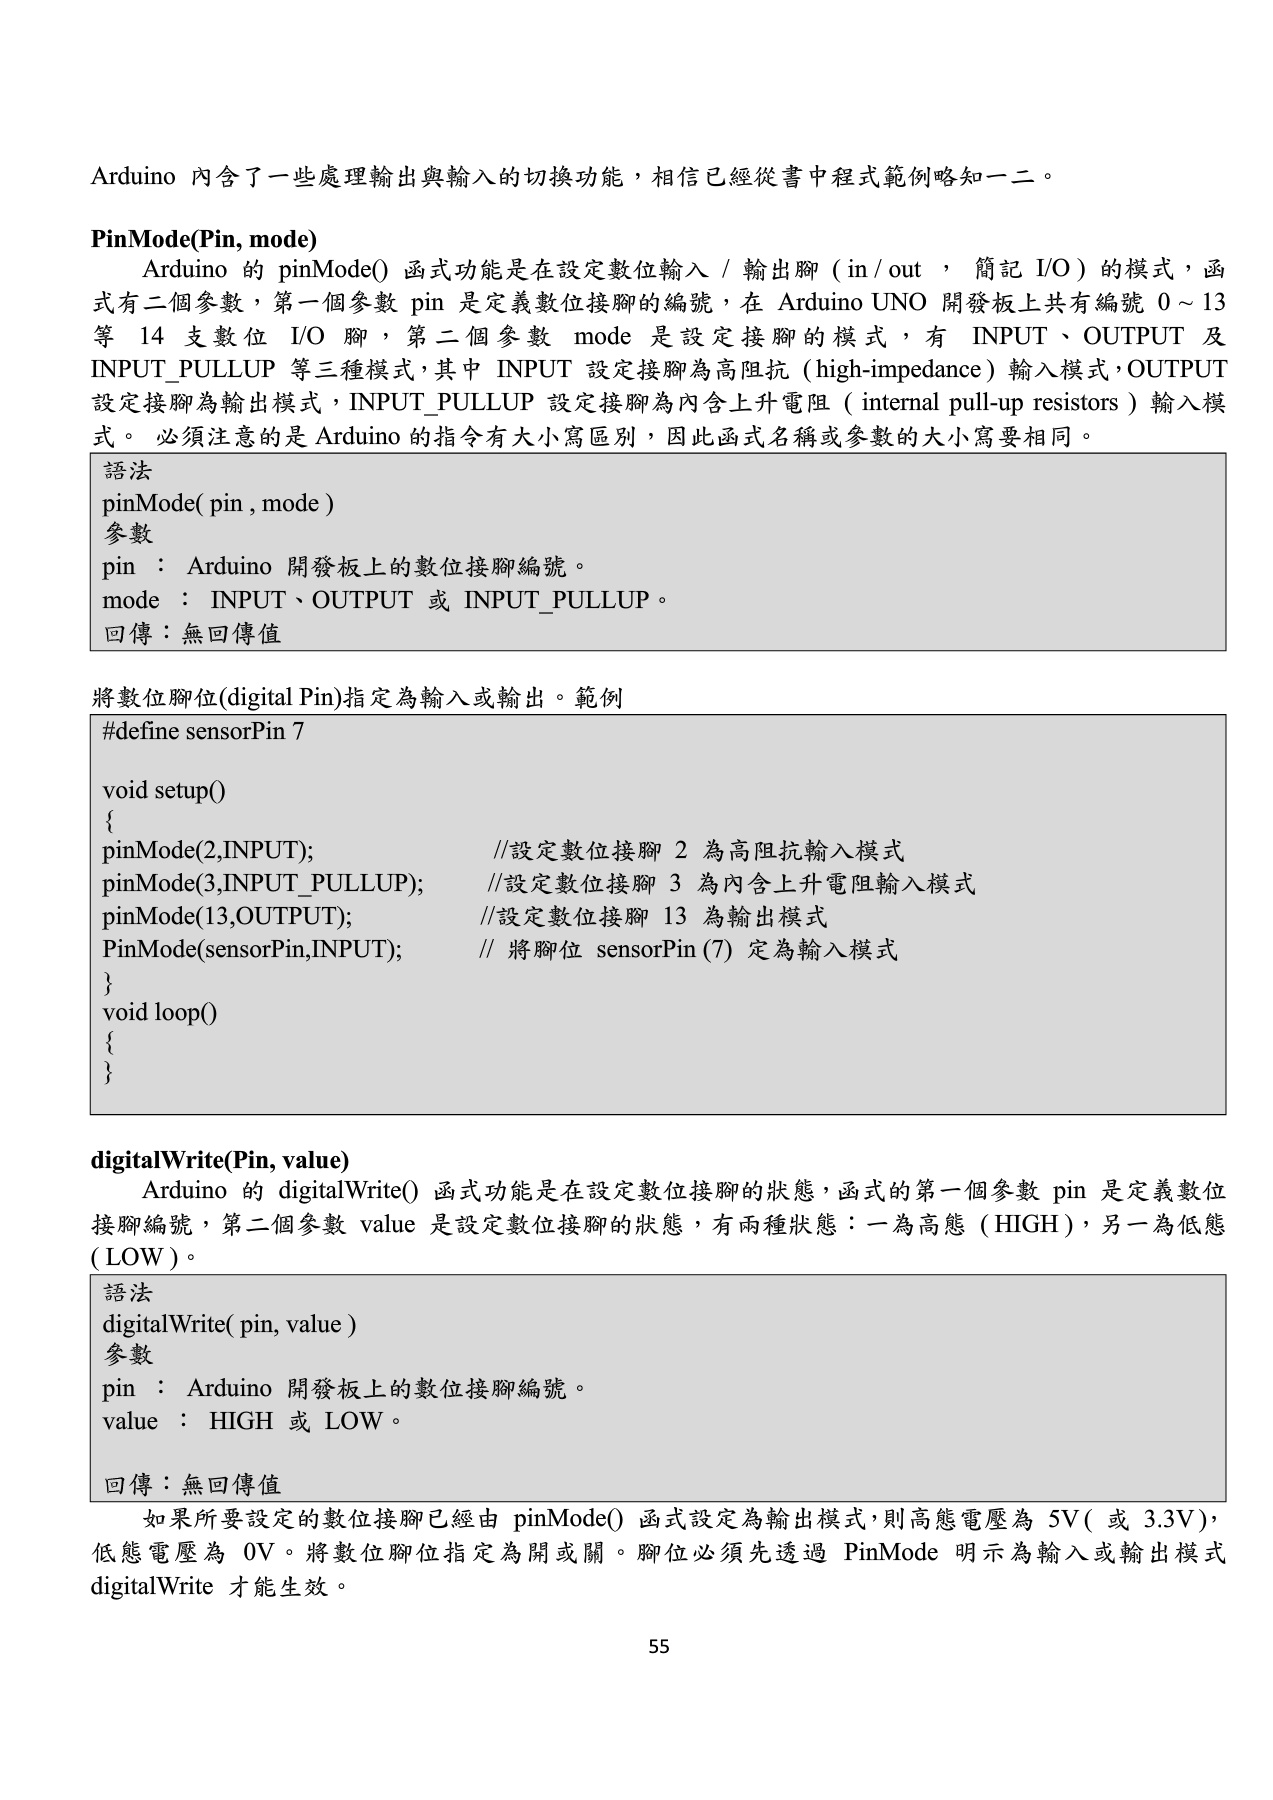 Arduino 內含了一些處理輸出與輸入的切換功能，相信已經從書中程式範例略知一二。
PinMode(Pin, mode)
Arduino 的 pinMode() 函式功能是在設定數位輸入 / 輸出腳 ( in / out ， 簡記 I/O ) 的模式，函
式有二個參數，第一個參數 pin 是定義數位接腳的編號，在 Arduino UNO 開發板上共有編號 0 ~ 13
等 14 支數位 I/O 腳，第二個參數 mode 是設定接腳的模式，有 INPUT、OUTPUT 及
INPUT_PULLUP 等三種模式，其中 INPUT 設定接腳為高阻抗 ( high-impedance ) 輸入模式，OUTPUT
設定接腳為輸出模式，INPUT_PULLUP 設定接腳為內含上升電阻 ( internal pull-up resistors ) 輸入模
式。 必須注意的是 Arduino 的指令有大小寫區別，因此函式名稱或參數的大小寫要相同。
語法
pinMode( pin , mode )
參數
pin ： Arduino 開發板上的數位接腳編號。
mode ： INPUT、OUTPUT 或 INPUT_PULLUP。
回傳：無回傳值
將數位腳位(digital Pin)指定為輸入或輸出。範例
#define sensorPin 7
void setup()
{
pinMode(2,INPUT); //設定數位接腳 2 為高阻抗輸入模式
pinMode(3,INPUT_PULLUP); //設定數位接腳 3 為內含上升電阻輸入模式
pinMode(13,OUTPUT); //設定數位接腳 13 為輸出模式
PinMode(sensorPin,INPUT); // 將腳位 sensorPin (7) 定為輸入模式
}
void loop()
{
}
digitalWrite(Pin, value)
Arduino 的 digitalWrite() 函式功能是在設定數位接腳的狀態，函式的第一個參數 pin 是定義數位
接腳編號，第二個參數 value 是設定數位接腳的狀態，有兩種狀態：一為高態 ( HIGH )，另一為低態
( LOW )。
語法
digitalWrite( pin, value )
參數
pin ： Arduino 開發板上的數位接腳編號。
value ： HIGH 或 LOW。
回傳：無回傳值
如果所要設定的數位接腳已經由 pinMode() 函式設定為輸出模式，則高態電壓為 5V ( 或 3.3V )，
低態電壓為 0V。將數位腳位指定為開或關。腳位必須先透過 PinMode 明示為輸入或輸出模式
digitalWrite 才能生效。
55